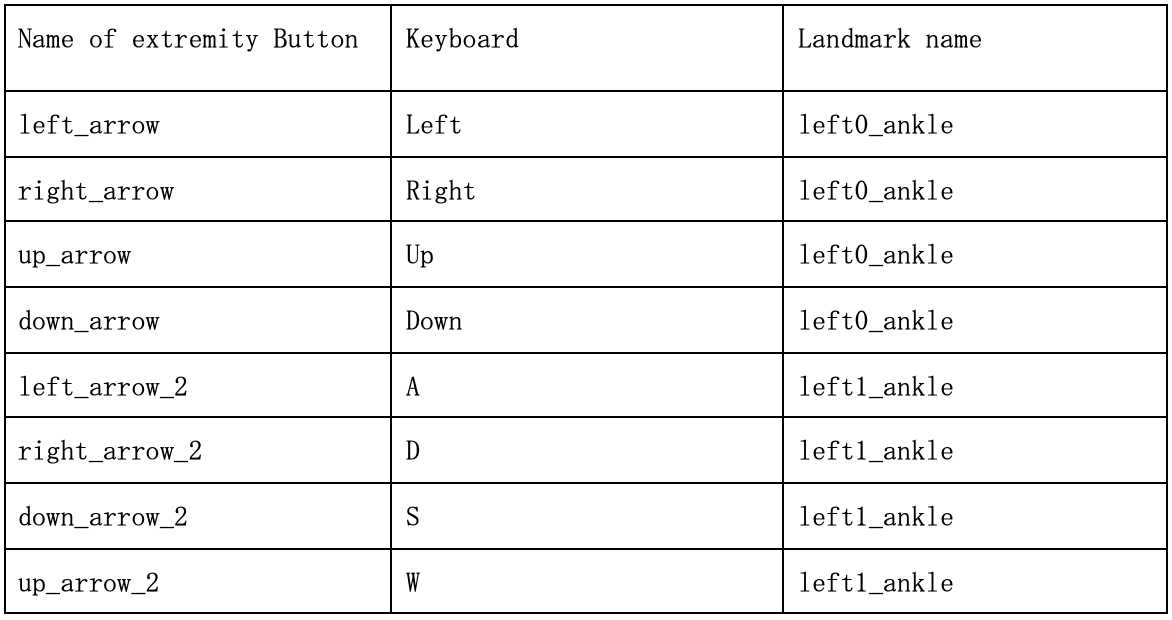 Name of extremity Button Keyboard Landmark name
left_arrow Left left0_ankle
right_arrow Right left0_ankle
up_arrow Up left0_ankle
down_arrow Down left0_ankle
left_arrow_2 A left1_ankle
right_arrow_2 D left1_ankle
down_arrow_2 S left1_ankle
up_arrow_2 W left1_ankle